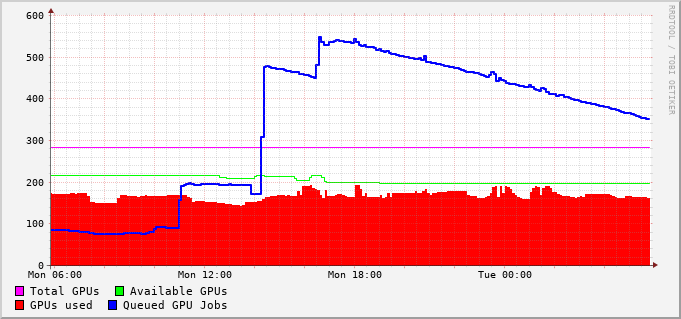 600
500
400
300
200
100
0
Mon 06:00 Mon 12:00 Mon 18:00 Tue 00:00
Total GPUs Available GPUs
GPUs used Queued GPU Jobs
RRDTOOL / TOBI OETIKER